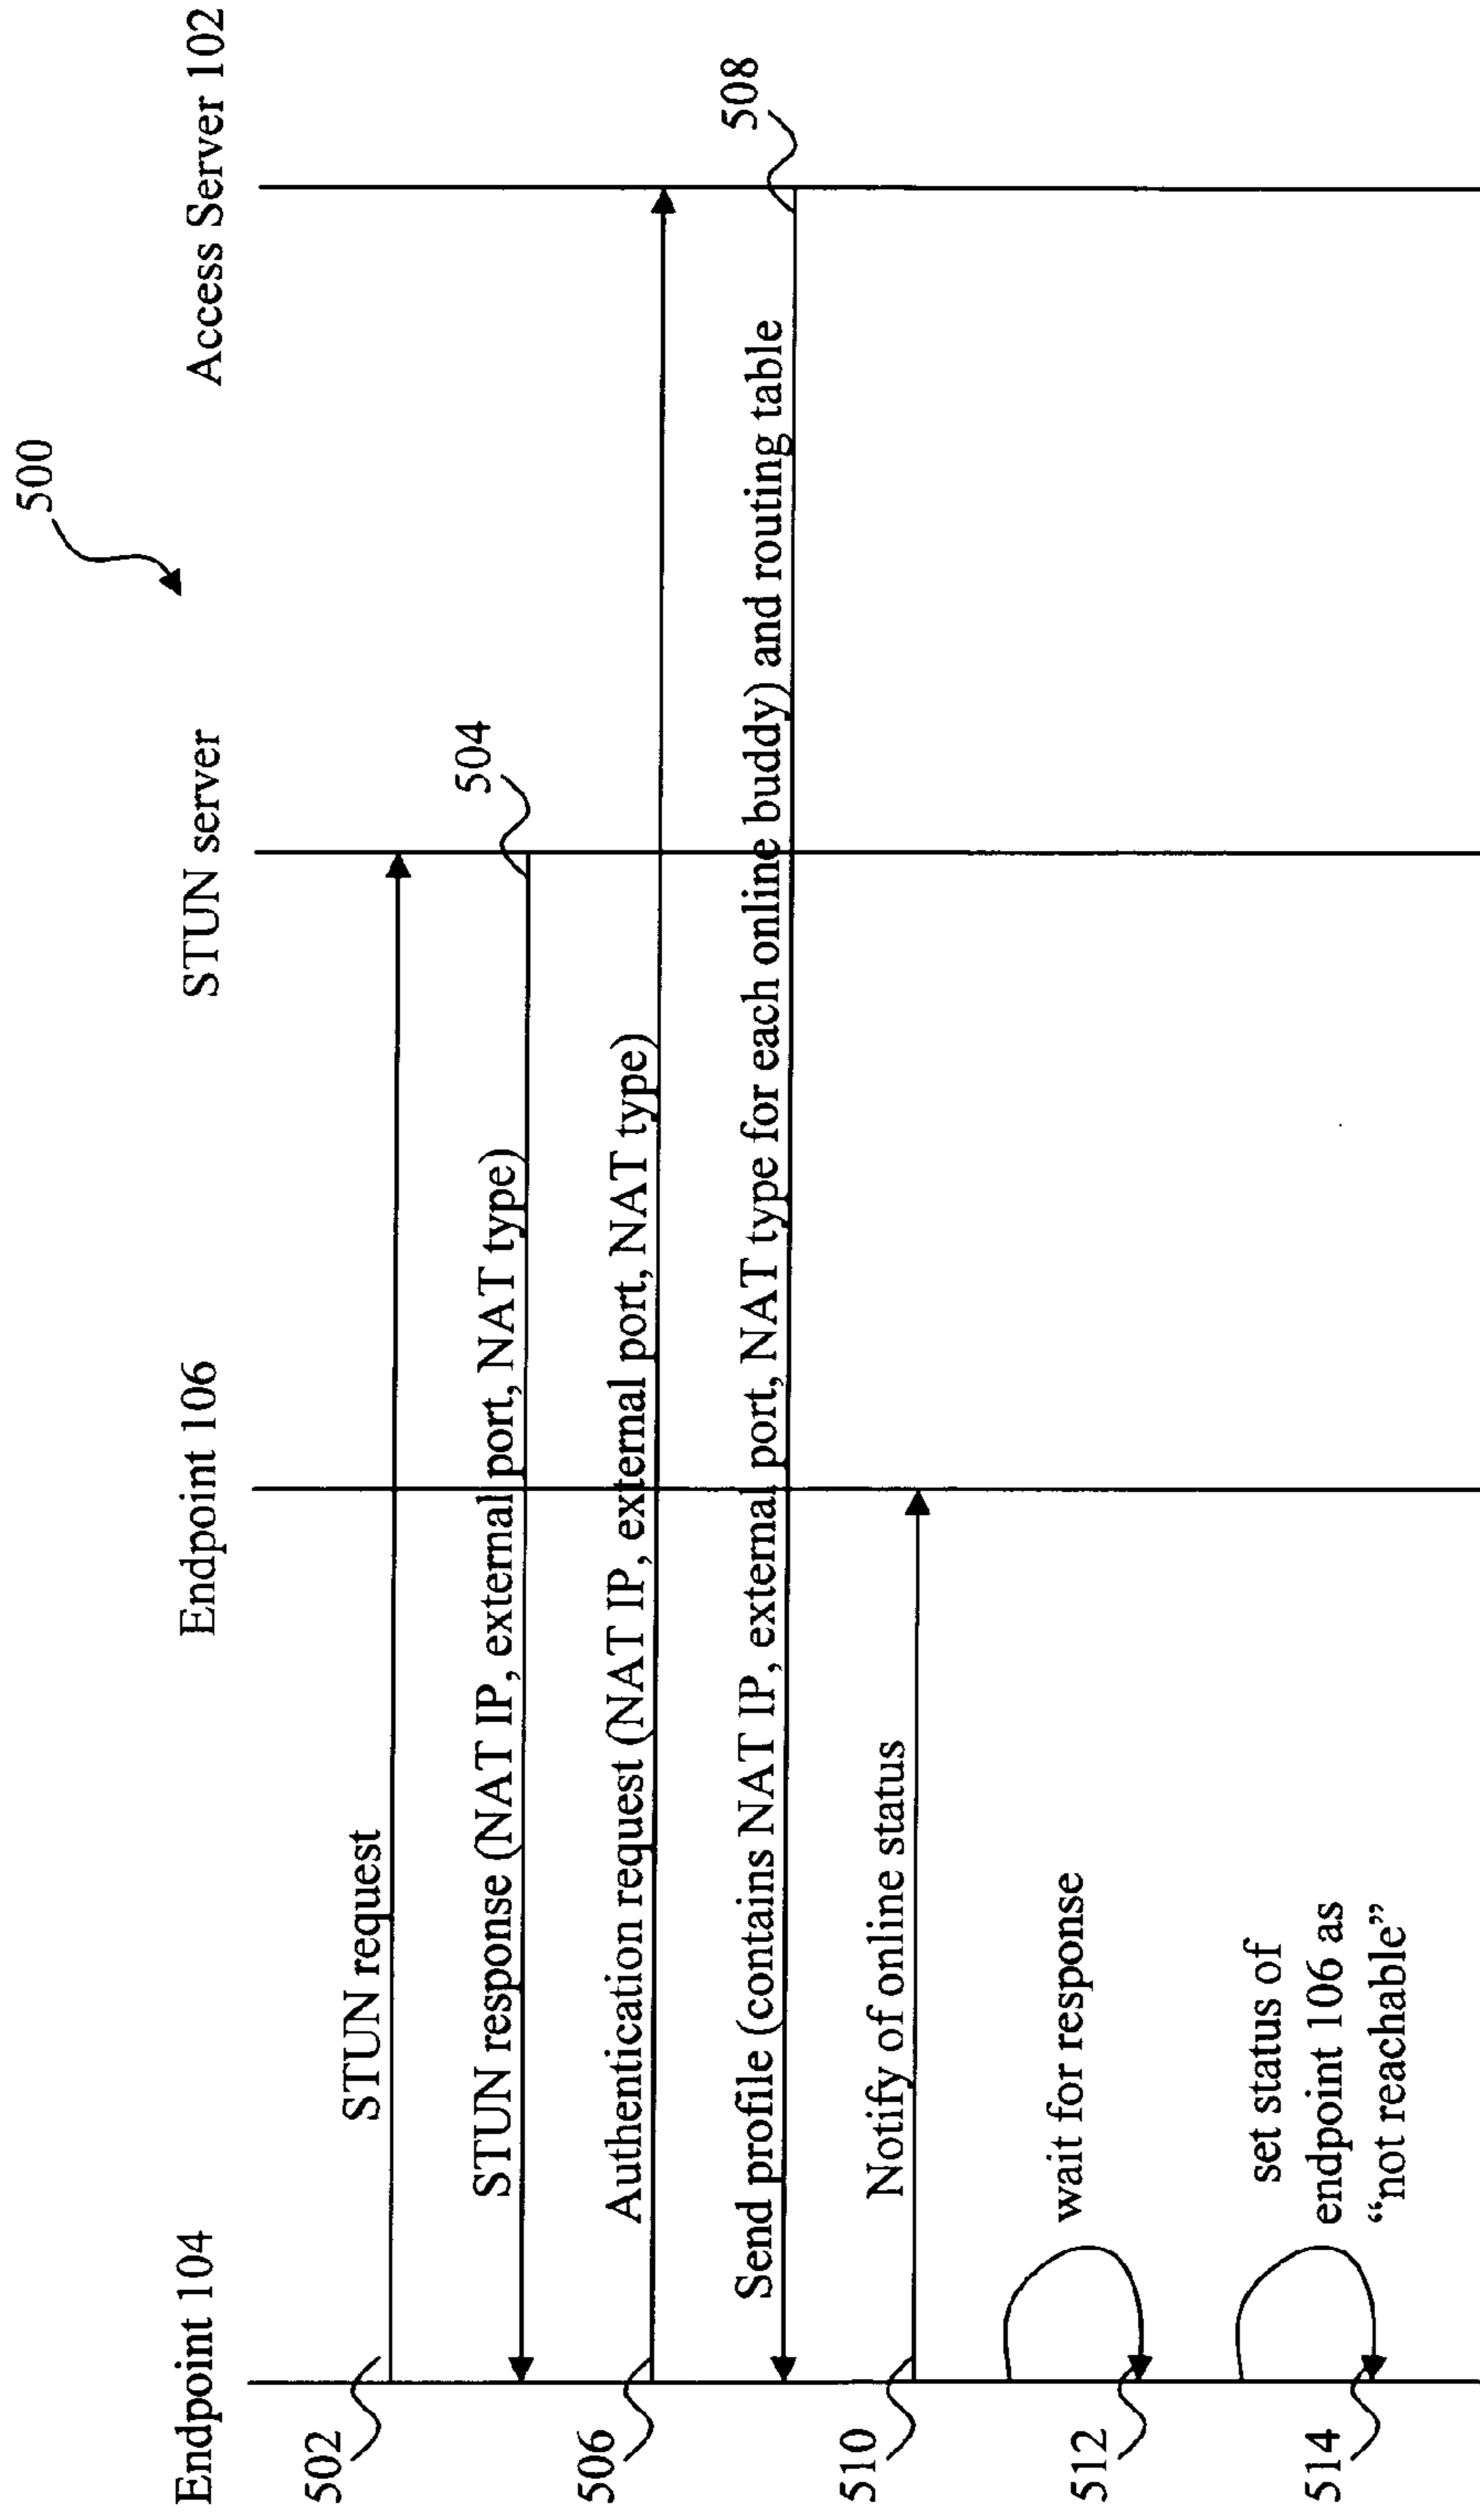 500
Endpoint 104
Endpoint 106
STUN server
Access Server 102
502
STUN request
504
STUN response (NAT IP, external port, NAT type)
506
Authentication request (NAT IP, external port, NAT type)
508
Send profile (contains NAT IP, external port, NAT type for each online buddy) and routing table
510
Notify of online status
512
wait for response
514
set status of
endpoint 106 as
“not reachable”